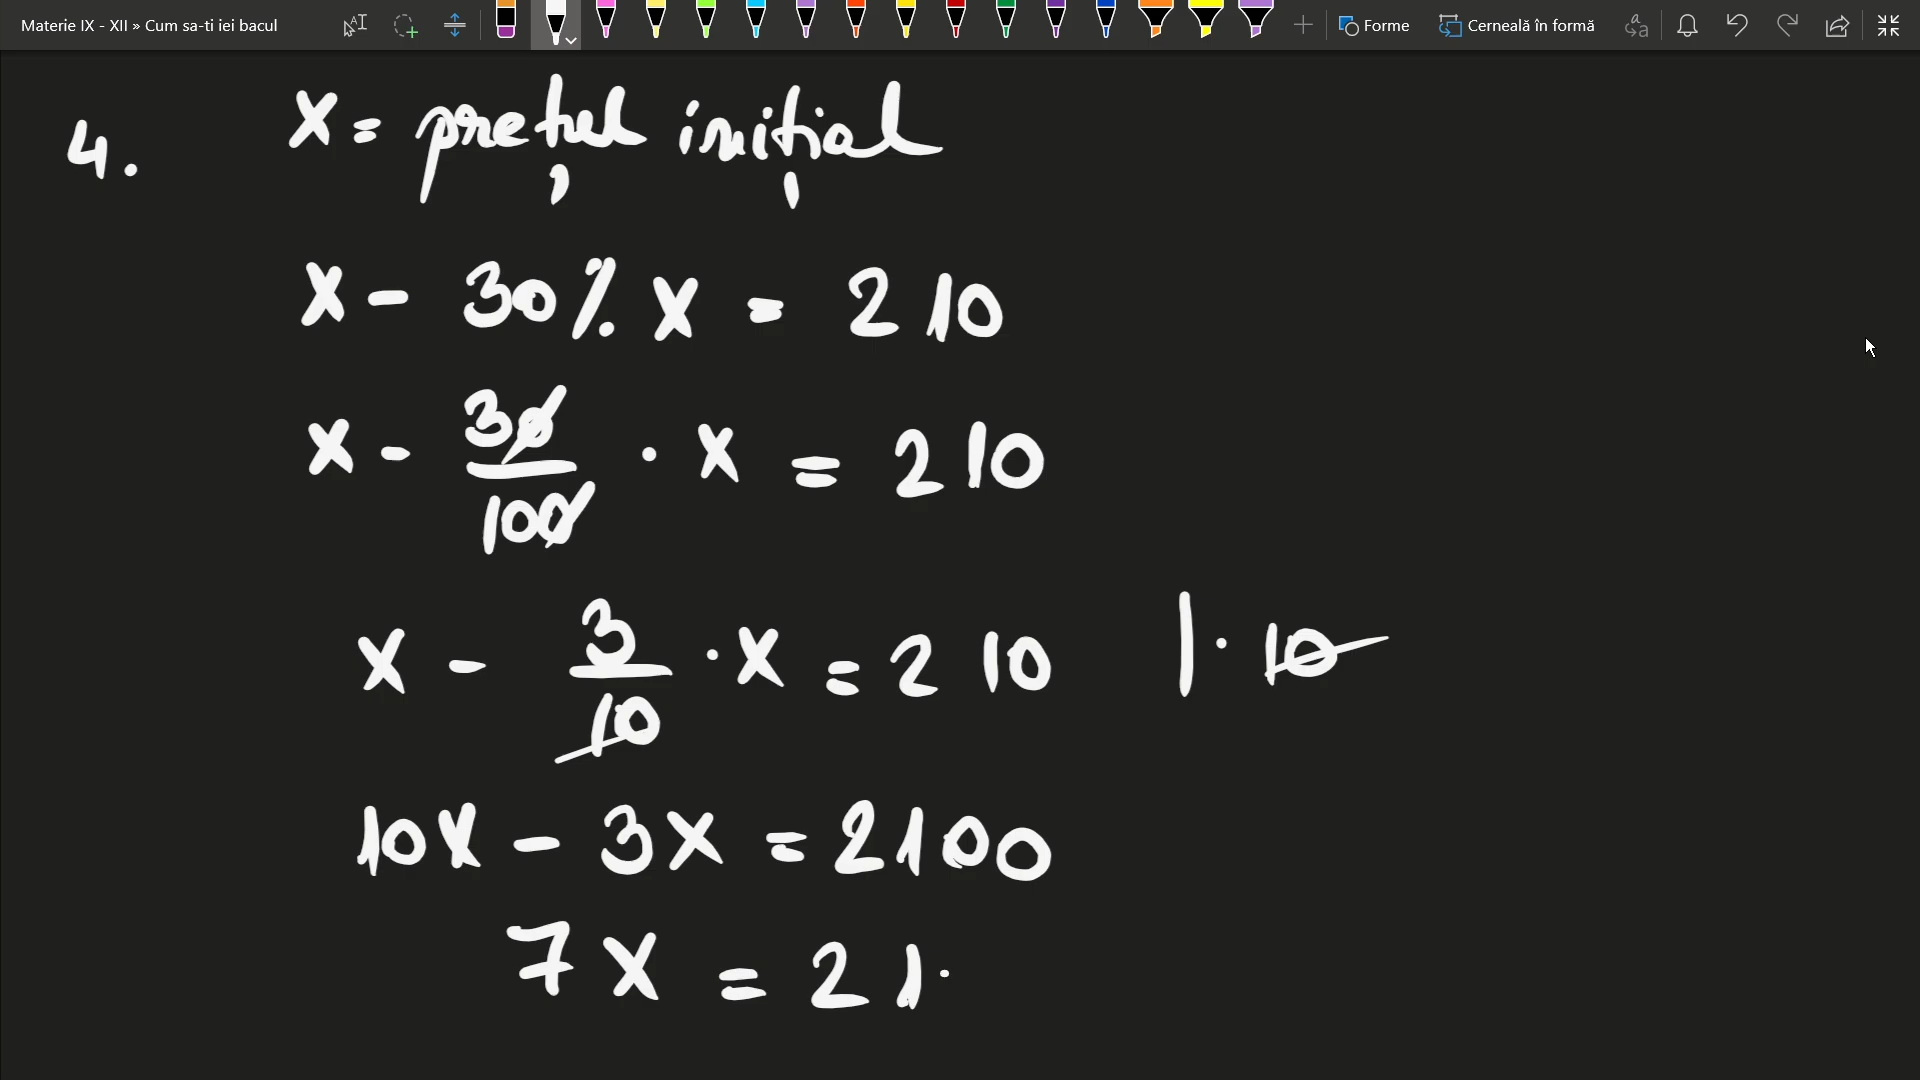 Materie IX - XII » Cum sa-ti iei bacul
Forme
Cerneală în formă
4. x = prețul inițial
x - 30% x = 210
x - 30/100 · x = 210
x - 3/10 · x = 210 | · 10
10x - 3x = 2100
7x = 21